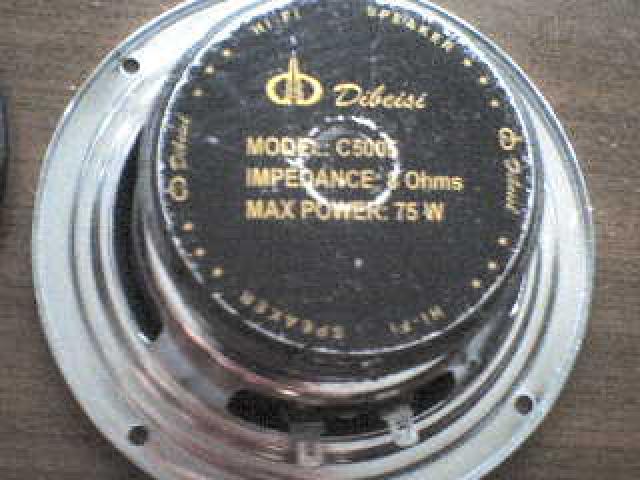 HI-FI SPEAKER
Dibeisi
Dibeisi
Dibeisi
MODEL:
IMPEDANCE: Ohms
MAX POWER: 75 W
SPEAKER HI-FI